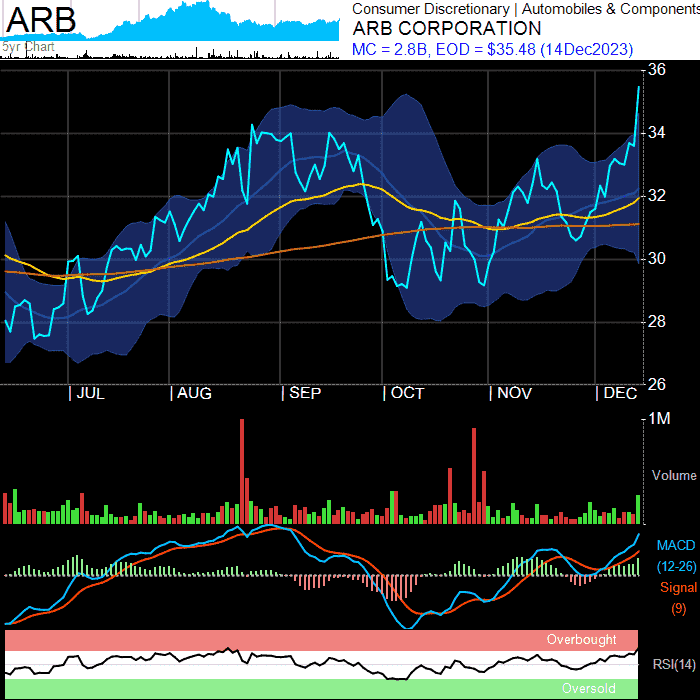 ARB
5yr Chart
Consumer Discretionary | Automobiles & Components
ARB CORPORATION
MC = 2.8B, EOD = $35.48 (14Dec2023)
36
34
32
30
28
26
JUL AUG SEP OCT NOV DEC
1M
Volume
MACD
(12-26)
Signal
(9)
Overbought
RSI(14)
Oversold